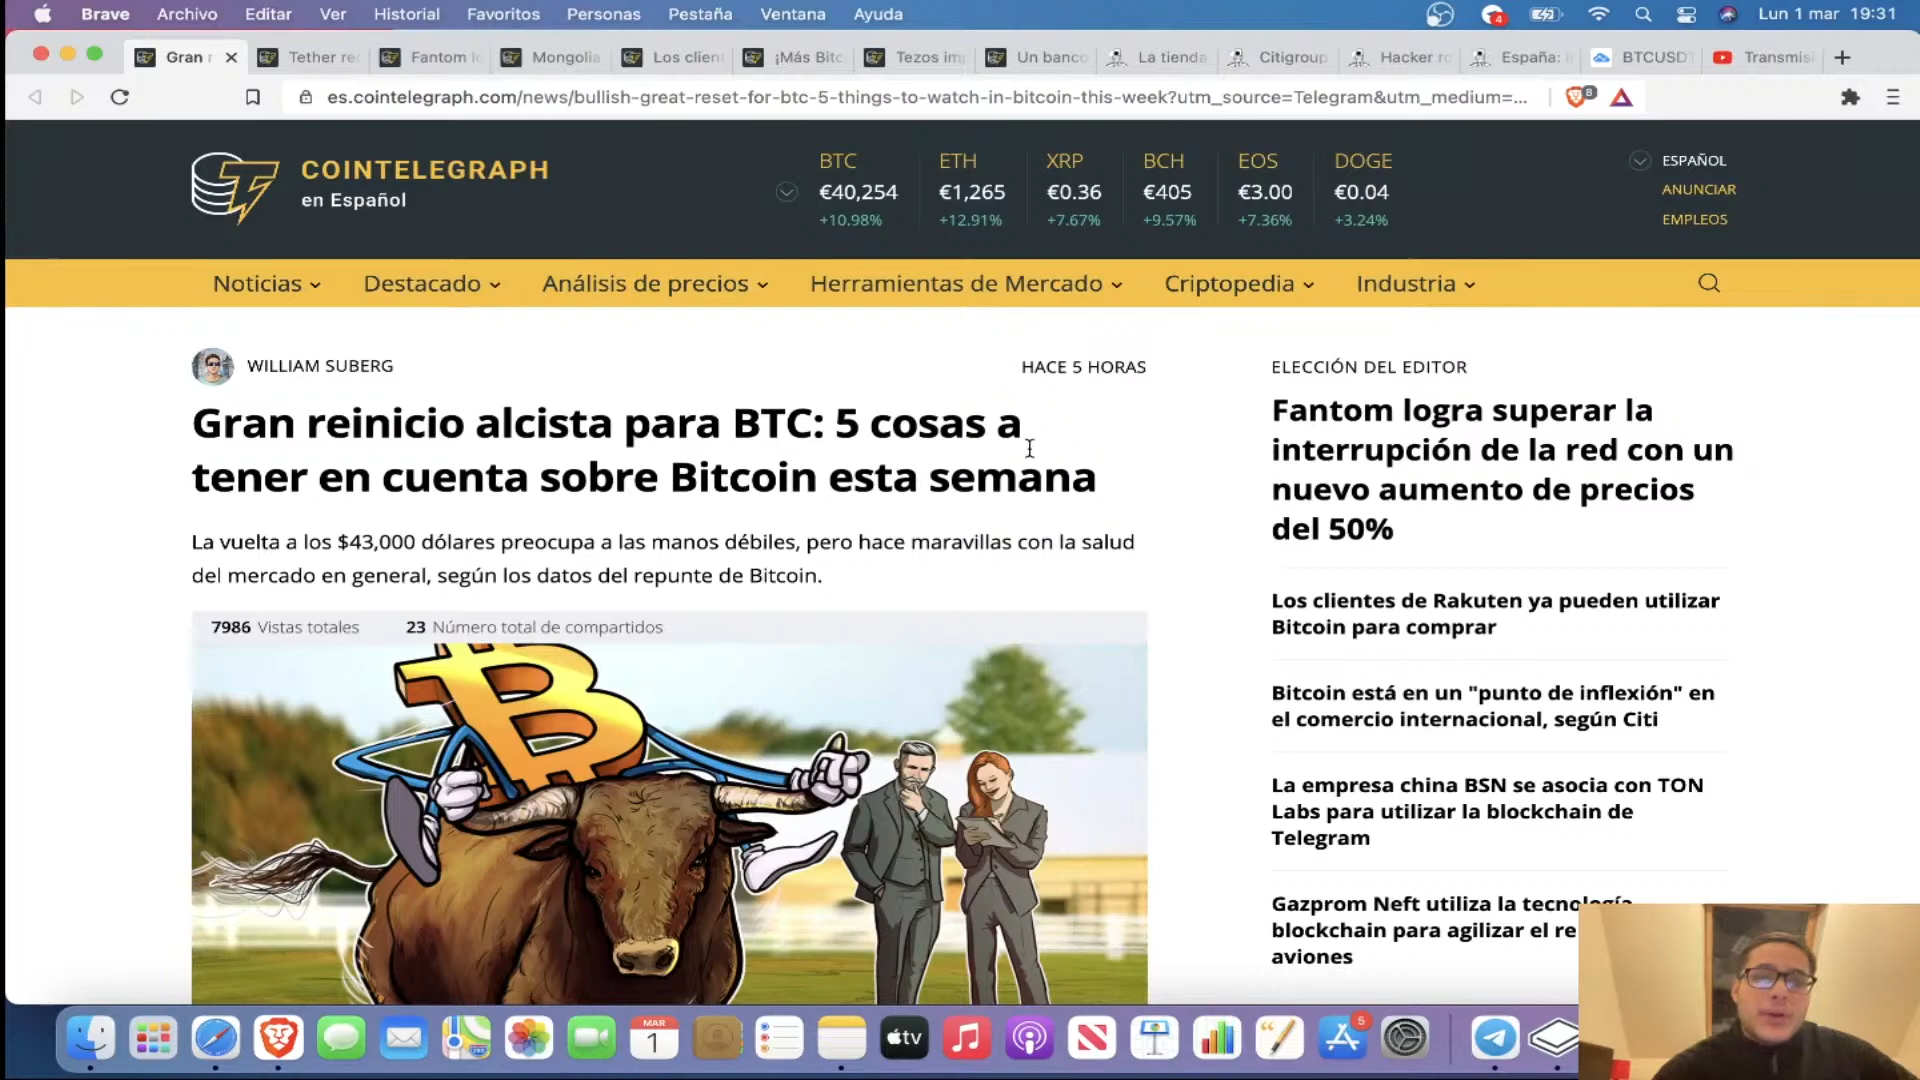 Brave Archivo Editar Ver Historial Favoritos Personas Pestaña Ventana Ayuda
4
Lun 1 mar 19:31
Gran
Tether
Fantom
Mongolia
Los client
¡Más Bitc
Tezos
Un banco
La tienda
Citigroup
Hacker
España:
BTCUSD
Transmis
es.cointelegraph.com/news/bullish-great-reset-for-btc-5-things-to-watch-in-bitcoin-this-week?utm_source=Telegram&utm_medium=...
8
COINTELEGRAPH
en Español
BTC ETH XRP BCH EOS DOGE
€40,254 €1,265 €0.36 €405 €3.00 €0.04
+10.98% +12.91% +7.67% +9.57% +7.36% +3.24%
ESPAÑOL
ANUNCIAR
EMPLEOS
Noticias Destacado Análisis de precios Herramientas de Mercado Criptopedia Industria
WILLIAM SUBERG
HACE 5 HORAS
Gran reinicio alcista para BTC: 5 cosas a
tener en cuenta sobre Bitcoin esta semana
La vuelta a los $43,000 dólares preocupa a las manos débiles, pero hace maravillas con la salud
del mercado en general, según los datos del repunte de Bitcoin.
7986 Vistas totales 23 Número total de compartidos
ELECCIÓN DEL EDITOR
Fantom logra superar la
interrupción de la red con un
nuevo aumento de precios
del 50%
Los clientes de Rakuten ya pueden utilizar
Bitcoin para comprar
Bitcoin está en un "punto de inflexión" en
el comercio internacional, según Citi
La empresa china BSN se asocia con TON
Labs para utilizar la blockchain de
Telegram
Gazprom Neft utiliza la tecnología
blockchain para agilizar el re
aviones
MAR
1
tv
5